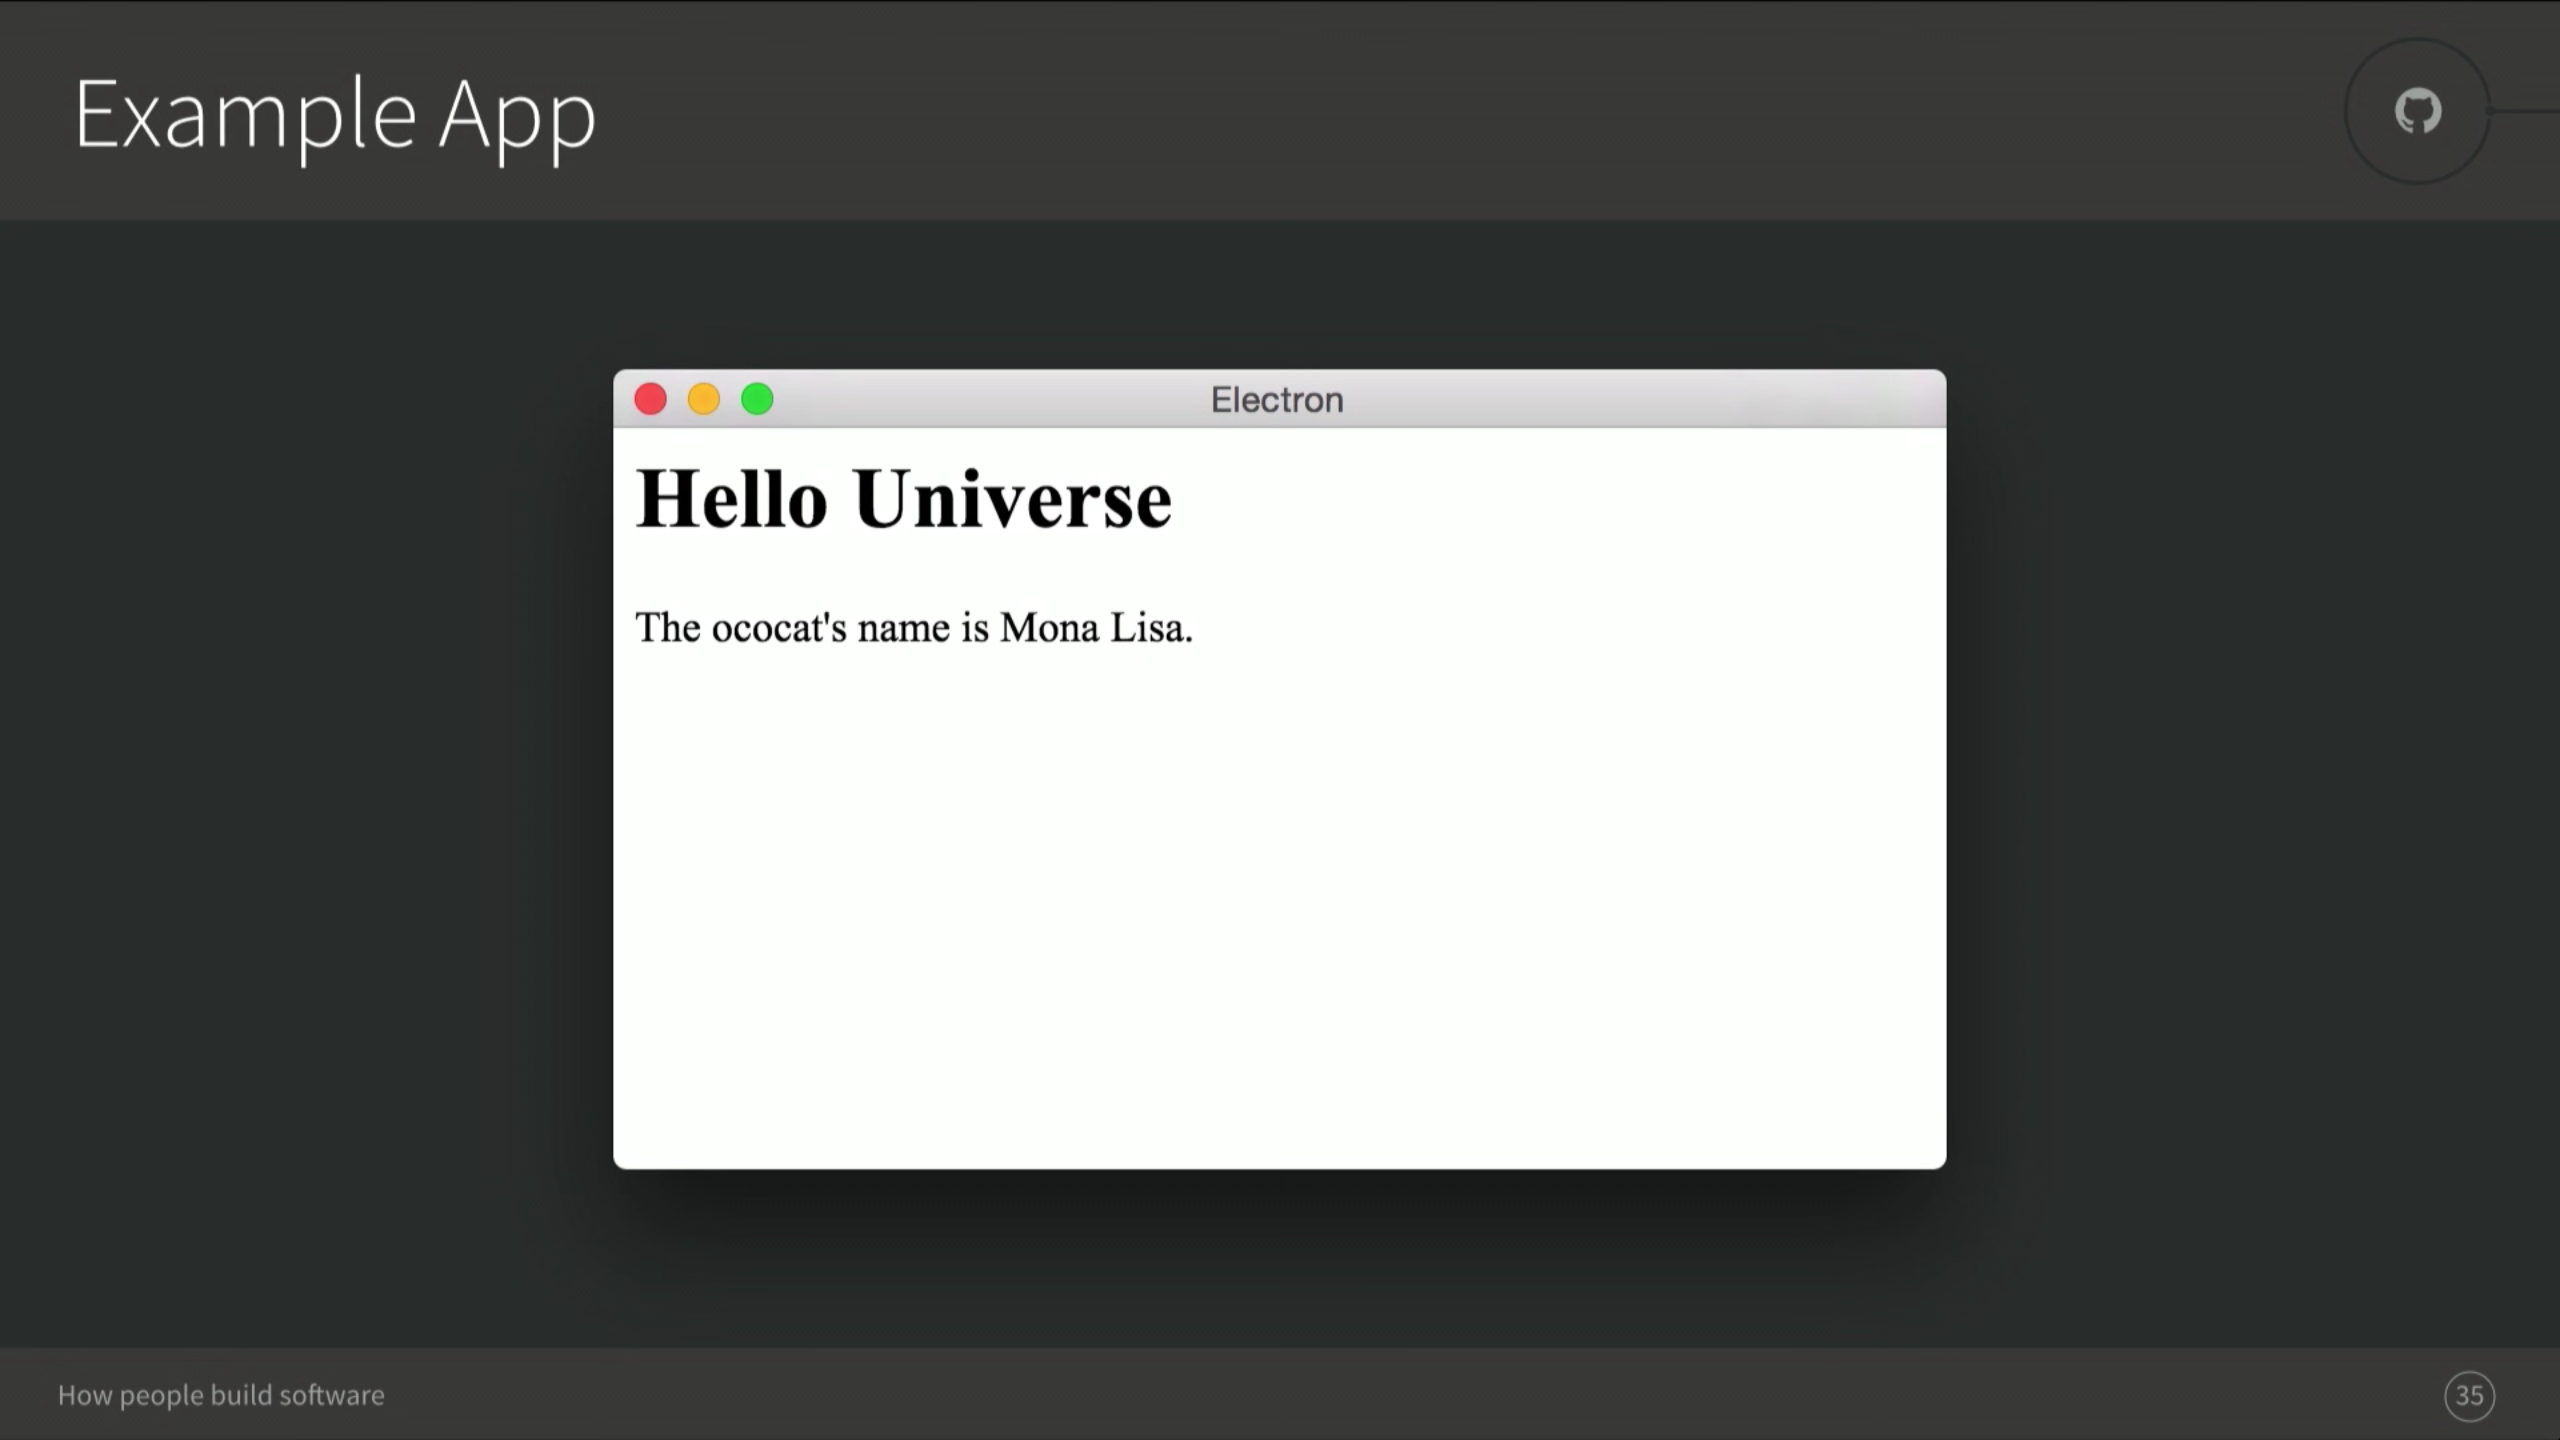 Example App
Electron
Hello Universe
The ococat's name is Mona Lisa.
How people build software
35